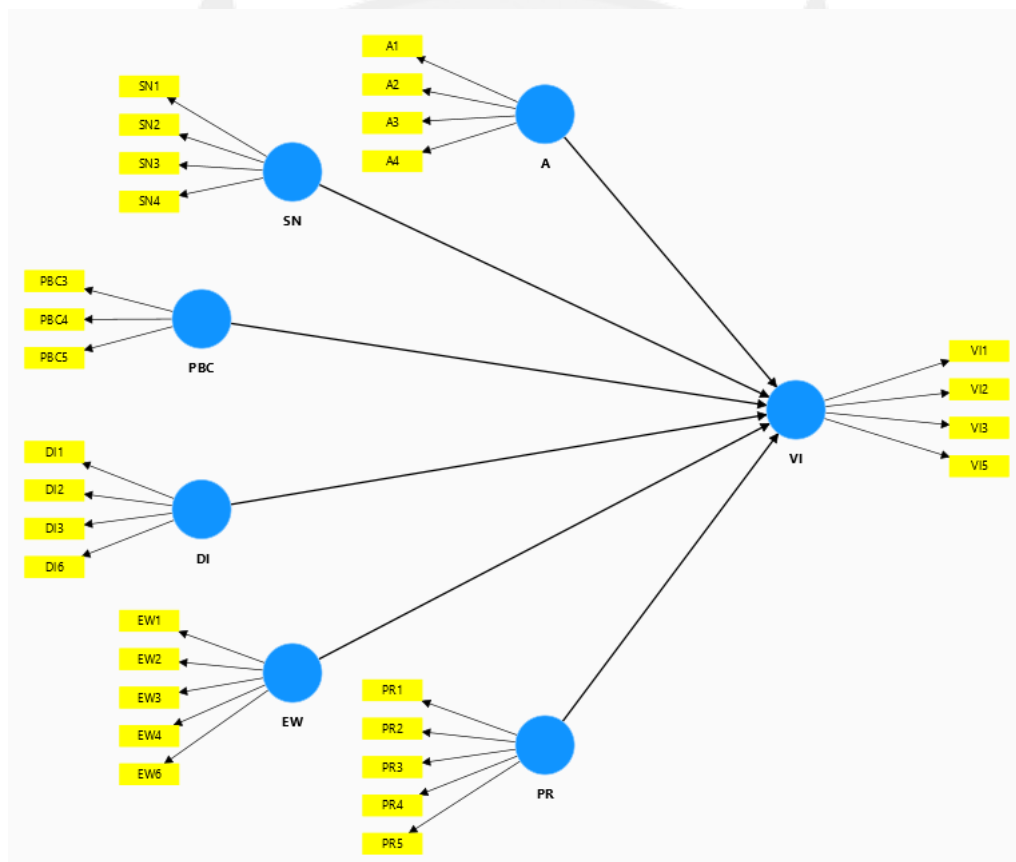 A1
A2
A3
A4
A
SN1
SN2
SN3
SN4
SN
PBC3
PBC4
PBC5
PBC
VI1
VI2
VI3
VI5
VI
DI1
DI2
DI3
DI6
DI
EW1
EW2
EW3
EW4
EW6
EW
PR1
PR2
PR3
PR4
PR5
PR